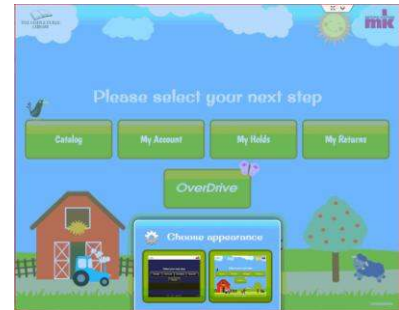 mk
Please select your next step
Catalog
My Account
My Holds
My Returns
OverDrive
Choose appearance